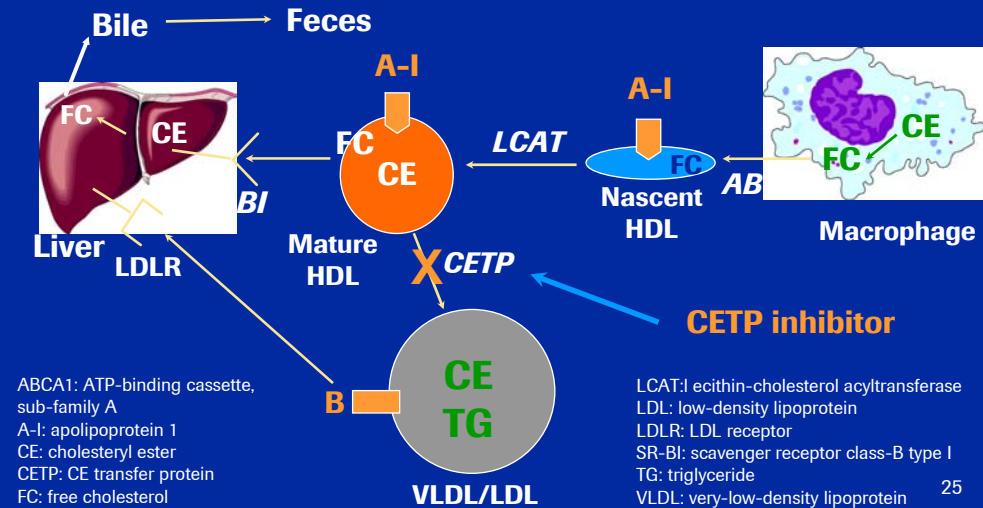 Bile
Feces
A-I
A-I
FC
CE
FC
CE
LCAT
FC
AB
CE
FC
BI
Nascent
HDL
Macrophage
Liver
LDLR
Mature
HDL
X
CETP
CETP inhibitor
B
CE
TG
VLDL/LDL
ABCA1: ATP-binding cassette,
sub-family A
A-I: apolipoprotein 1
CE: cholesteryl ester
CETP: CE transfer protein
FC: free cholesterol
LCAT:l ecithin-cholesterol acyltransferase
LDL: low-density lipoprotein
LDLR: LDL receptor
SR-BI: scavenger receptor class-B type I
TG: triglyceride
VLDL: very-low-density lipoprotein
25